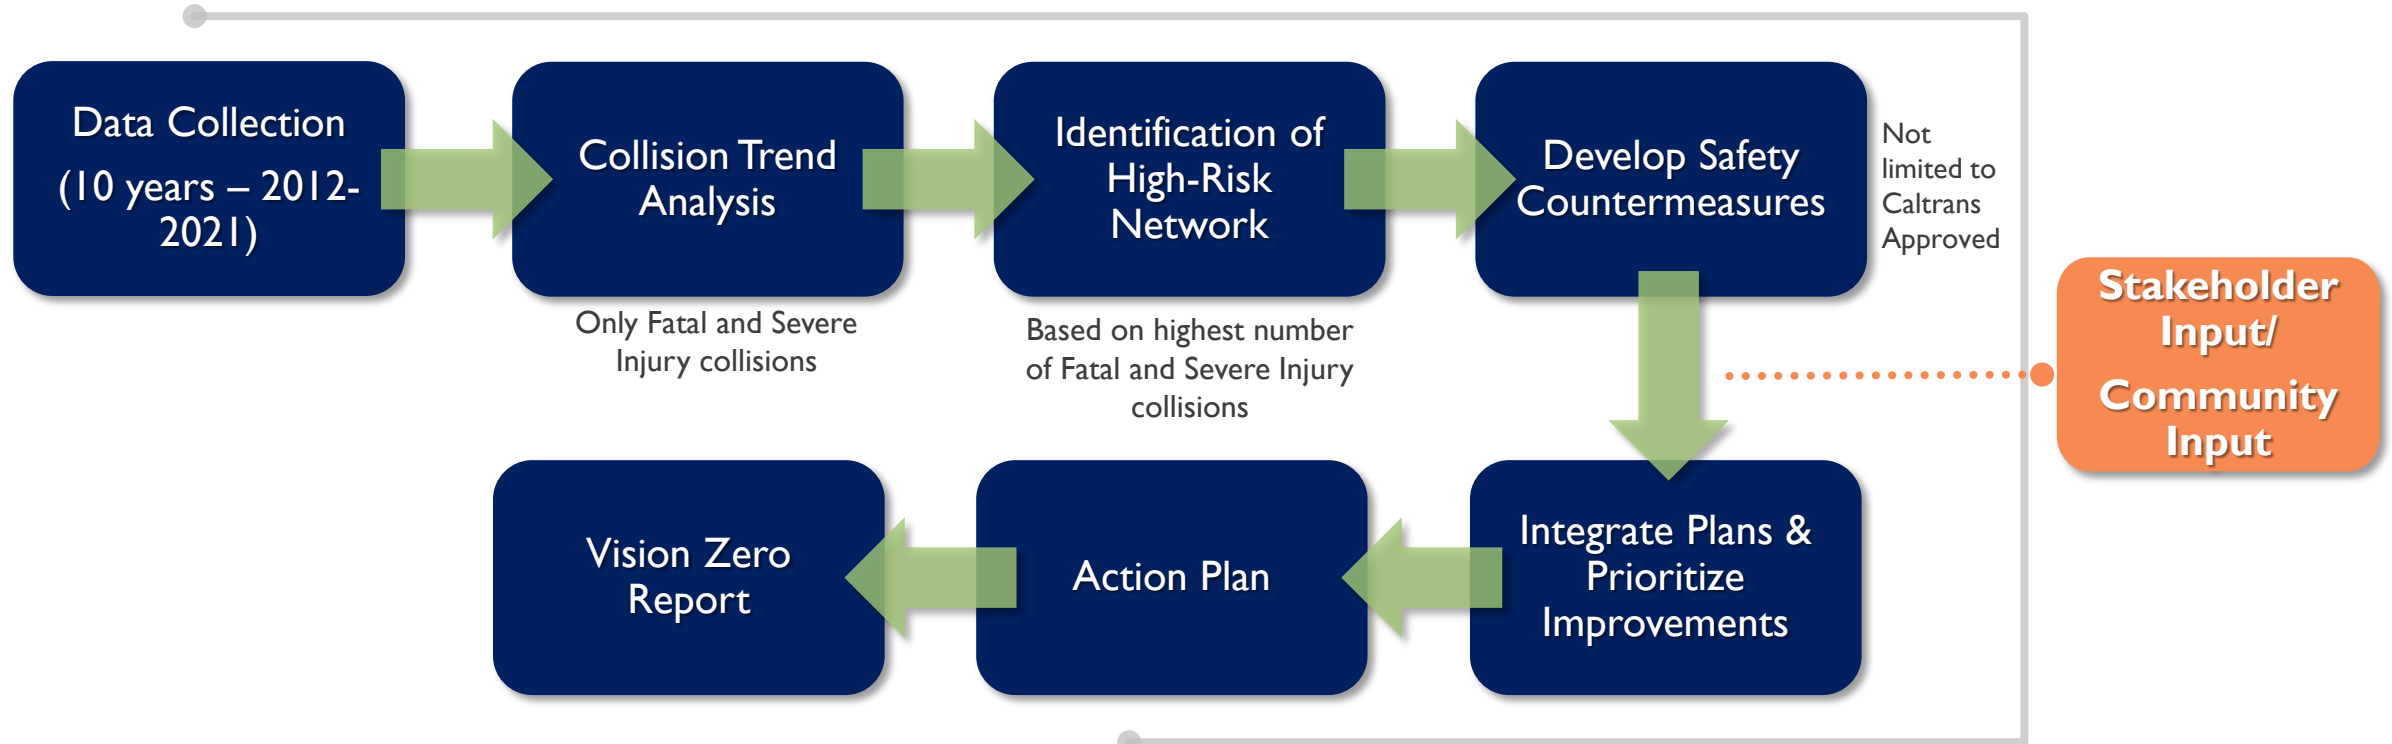 Data Collection
(10 years – 2012-
2021)
Collision Trend
Analysis
Only Fatal and Severe
Injury collisions
Identification of
High-Risk
Network
Based on highest number
of Fatal and Severe Injury
collisions
Develop Safety
Countermeasures
Not
limited to
Caltrans
Approved
Stakeholder
Input/
Community
Input
Integrate Plans &
Prioritize
Improvements
Action Plan
Vision Zero
Report